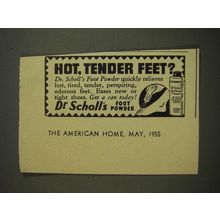 HOT, TENDER FEET?
Dr. Scholl's Foot Powder quickly relieves
hot, tired, tender, perspiring,
odorous feet. Eases new or
tight shoes. Get a can today!
Dr Scholl's FOOT
POWDER
THE AMERICAN HOME, MAY, 1955